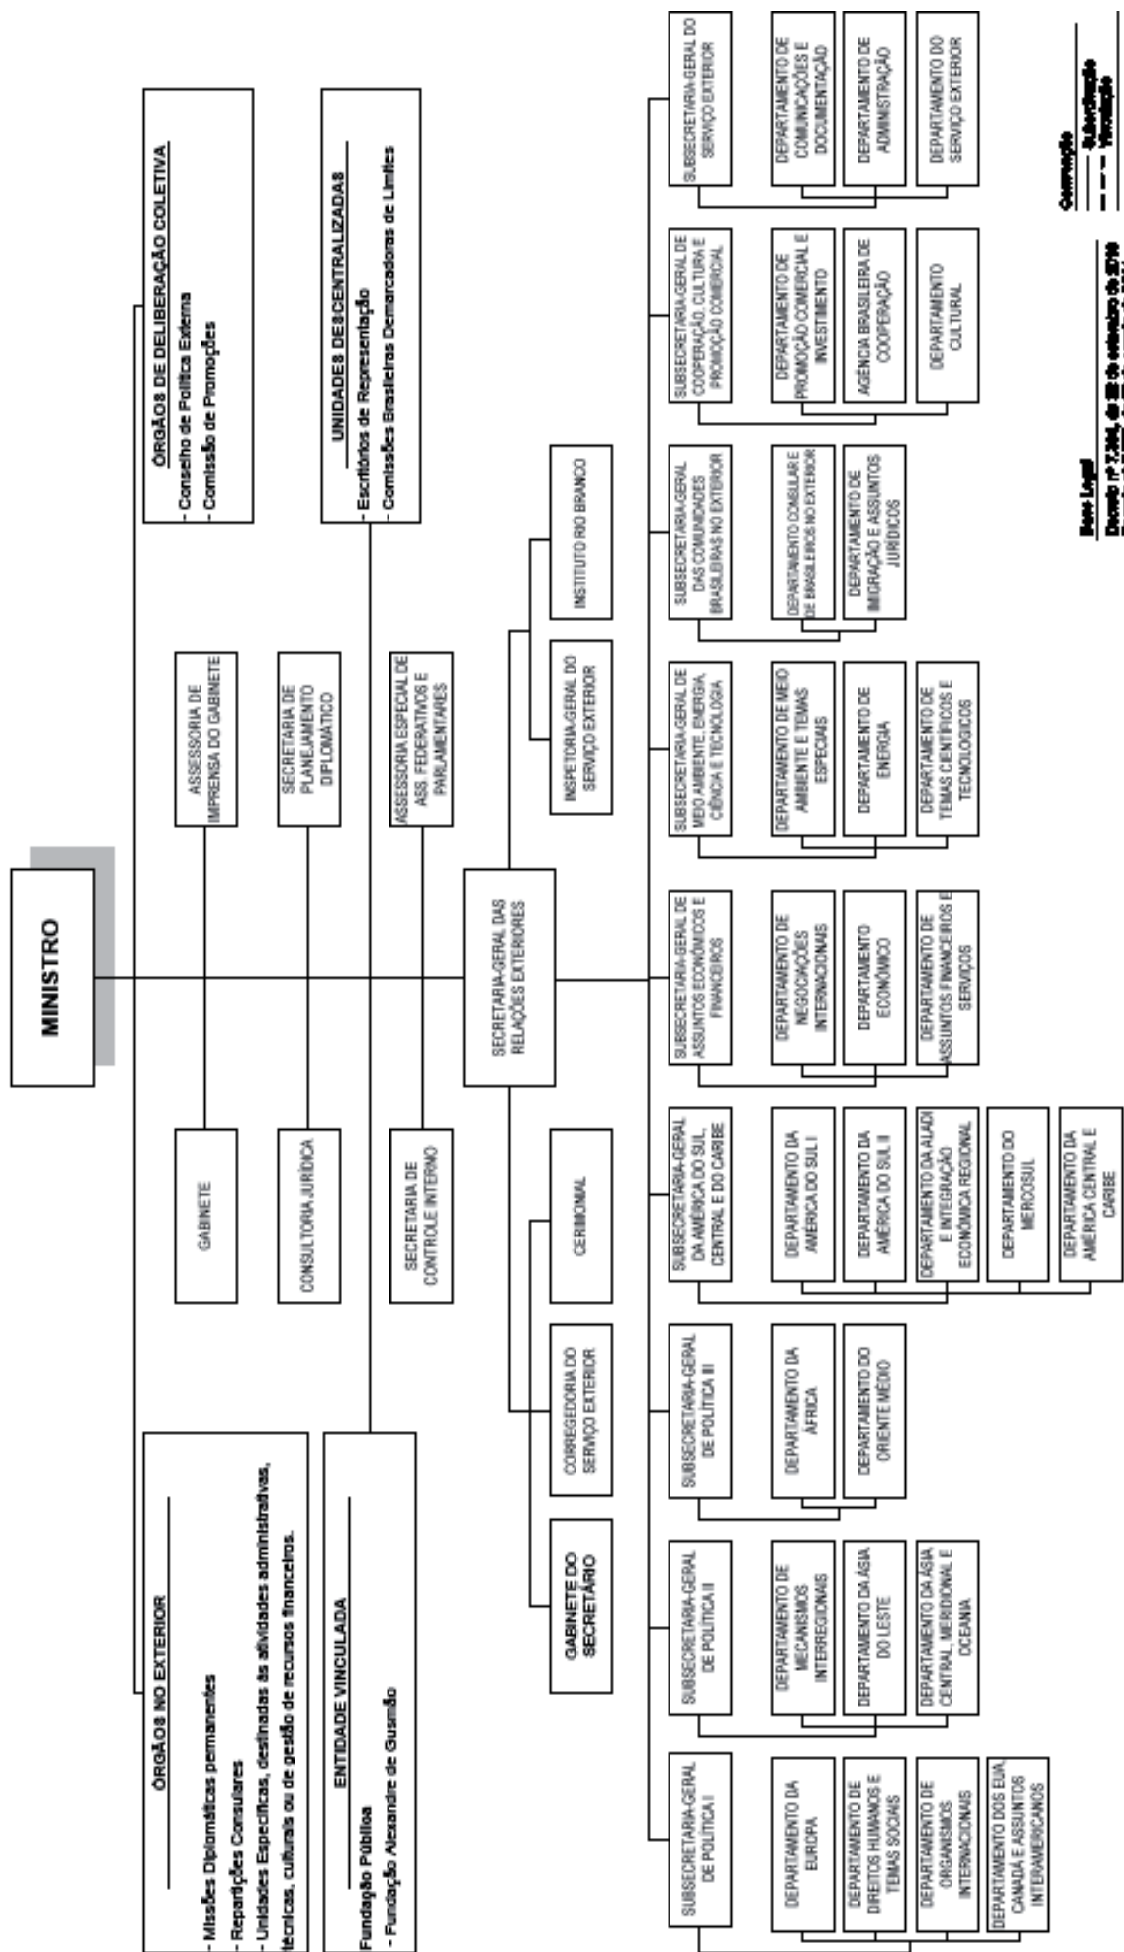 MINISTRO
ÓRGÃOS NO EXTERIOR
- Missões Diplomáticas permanentes
- Repartições Consulares
- Unidades Específicas, destinadas às atividades administrativas,
técnicas, culturais ou de gestão de recursos financeiros.
ÓRGÃOS DE DELIBERAÇÃO COLETIVA
- Conselho de Política Externa
- Comissão de Promoções
GABINETE
ASSESSORIA DE
IMPRENSA DO GABINETE
CONSULTORIA JURÍDICA
SECRETARIA DE
PLANEJAMENTO
DIPLOMÁTICO
ENTIDADE VINCULADA
Fundação Pública
- Fundação Alexandre de Gusmão
SECRETARIA DE
CONTROLE INTERNO
ASSESSORIA ESPECIAL DE
ASS. FEDERATIVOS E
PARLAMENTARES
UNIDADES DESCENTRALIZADAS
- Escritórios de Representação
- Comissões Brasileiras Demarcadoras de Limites
SECRETARIA-GERAL DAS
RELAÇÕES EXTERIORES
GABINETE DO
SECRETÁRIO
CORREGEDORIA DO
SERVIÇO EXTERIOR
CERIMONIAL
INSPETORIA-GERAL DO
SERVIÇO EXTERIOR
INSTITUTO RIO BRANCO
SUBSECRETARIA-GERAL
DE POLÍTICA I
DEPARTAMENTO DA
EUROPA
DEPARTAMENTO DE
DIREITOS HUMANOS E
TEMAS SOCIAIS
DEPARTAMENTO DE
ORGANISMOS
INTERNACIONAIS
DEPARTAMENTO DOS EUA,
CANADÁ E ASSUNTOS
INTERAMERICANOS
SUBSECRETARIA-GERAL
DE POLÍTICA II
DEPARTAMENTO DE
MECANISMOS
INTERREGIONAIS
DEPARTAMENTO DA ÁSIA
DO LESTE
DEPARTAMENTO DA ÁSIA
CENTRAL, MERIDIONAL E
OCEANIA
SUBSECRETARIA-GERAL
DE POLÍTICA III
DEPARTAMENTO DA
ÁFRICA
DEPARTAMENTO DO
ORIENTE MÉDIO
SUBSECRETARIA-GERAL
DA AMÉRICA DO SUL,
CENTRAL E DO CARIBE
DEPARTAMENTO DA
AMÉRICA DO SUL I
DEPARTAMENTO DA
AMÉRICA DO SUL II
DEPARTAMENTO DA ALADI
E INTEGRAÇÃO
ECONÔMICA REGIONAL
DEPARTAMENTO DO
MERCOSUL
DEPARTAMENTO DA
AMÉRICA CENTRAL E
CARIBE
SUBSECRETARIA-GERAL DE
ASSUNTOS ECONÔMICOS E
FINANCEIROS
DEPARTAMENTO DE
NEGOCIAÇÕES
INTERNACIONAIS
DEPARTAMENTO
ECONÔMICO
DEPARTAMENTO DE
ASSUNTOS FINANCEIROS E
SERVIÇOS
SUBSECRETARIA-GERAL DE
MEIO AMBIENTE, ENERGIA,
CIÊNCIA E TECNOLOGIA
DEPARTAMENTO DE MEIO
AMBIENTE E TEMAS
ESPECIAIS
DEPARTAMENTO DE
ENERGIA
DEPARTAMENTO DE
TEMAS CIENTÍFICOS E
TECNOLOGICOS
SUBSECRETARIA-GERAL
DAS COMUNIDADES
BRASILEIRAS NO EXTERIOR
DEPARTAMENTO CONSULAR E
DE BRASILEIROS NO EXTERIOR
DEPARTAMENTO DE
IMIGRAÇÃO E ASSUNTOS
JURÍDICOS
SUBSECRETARIA-GERAL DE
COOPERAÇÃO, CULTURA E
PROMOÇÃO COMERCIAL
DEPARTAMENTO DE
PROMOÇÃO COMERCIAL E
INVESTIMENTO
AGÊNCIA BRASILEIRA DE
COOPERAÇÃO
DEPARTAMENTO
CULTURAL
SUBSECRETARIA-GERAL DO
SERVIÇO EXTERIOR
DEPARTAMENTO DE
COMUNICAÇÕES E
DOCUMENTAÇÃO
DEPARTAMENTO DE
ADMINISTRAÇÃO
DEPARTAMENTO DO
SERVIÇO EXTERIOR
Base Legal
Decreto nº 7.304, de 22 de setembro de 2010
Convenção
Subordinação
Vinculação